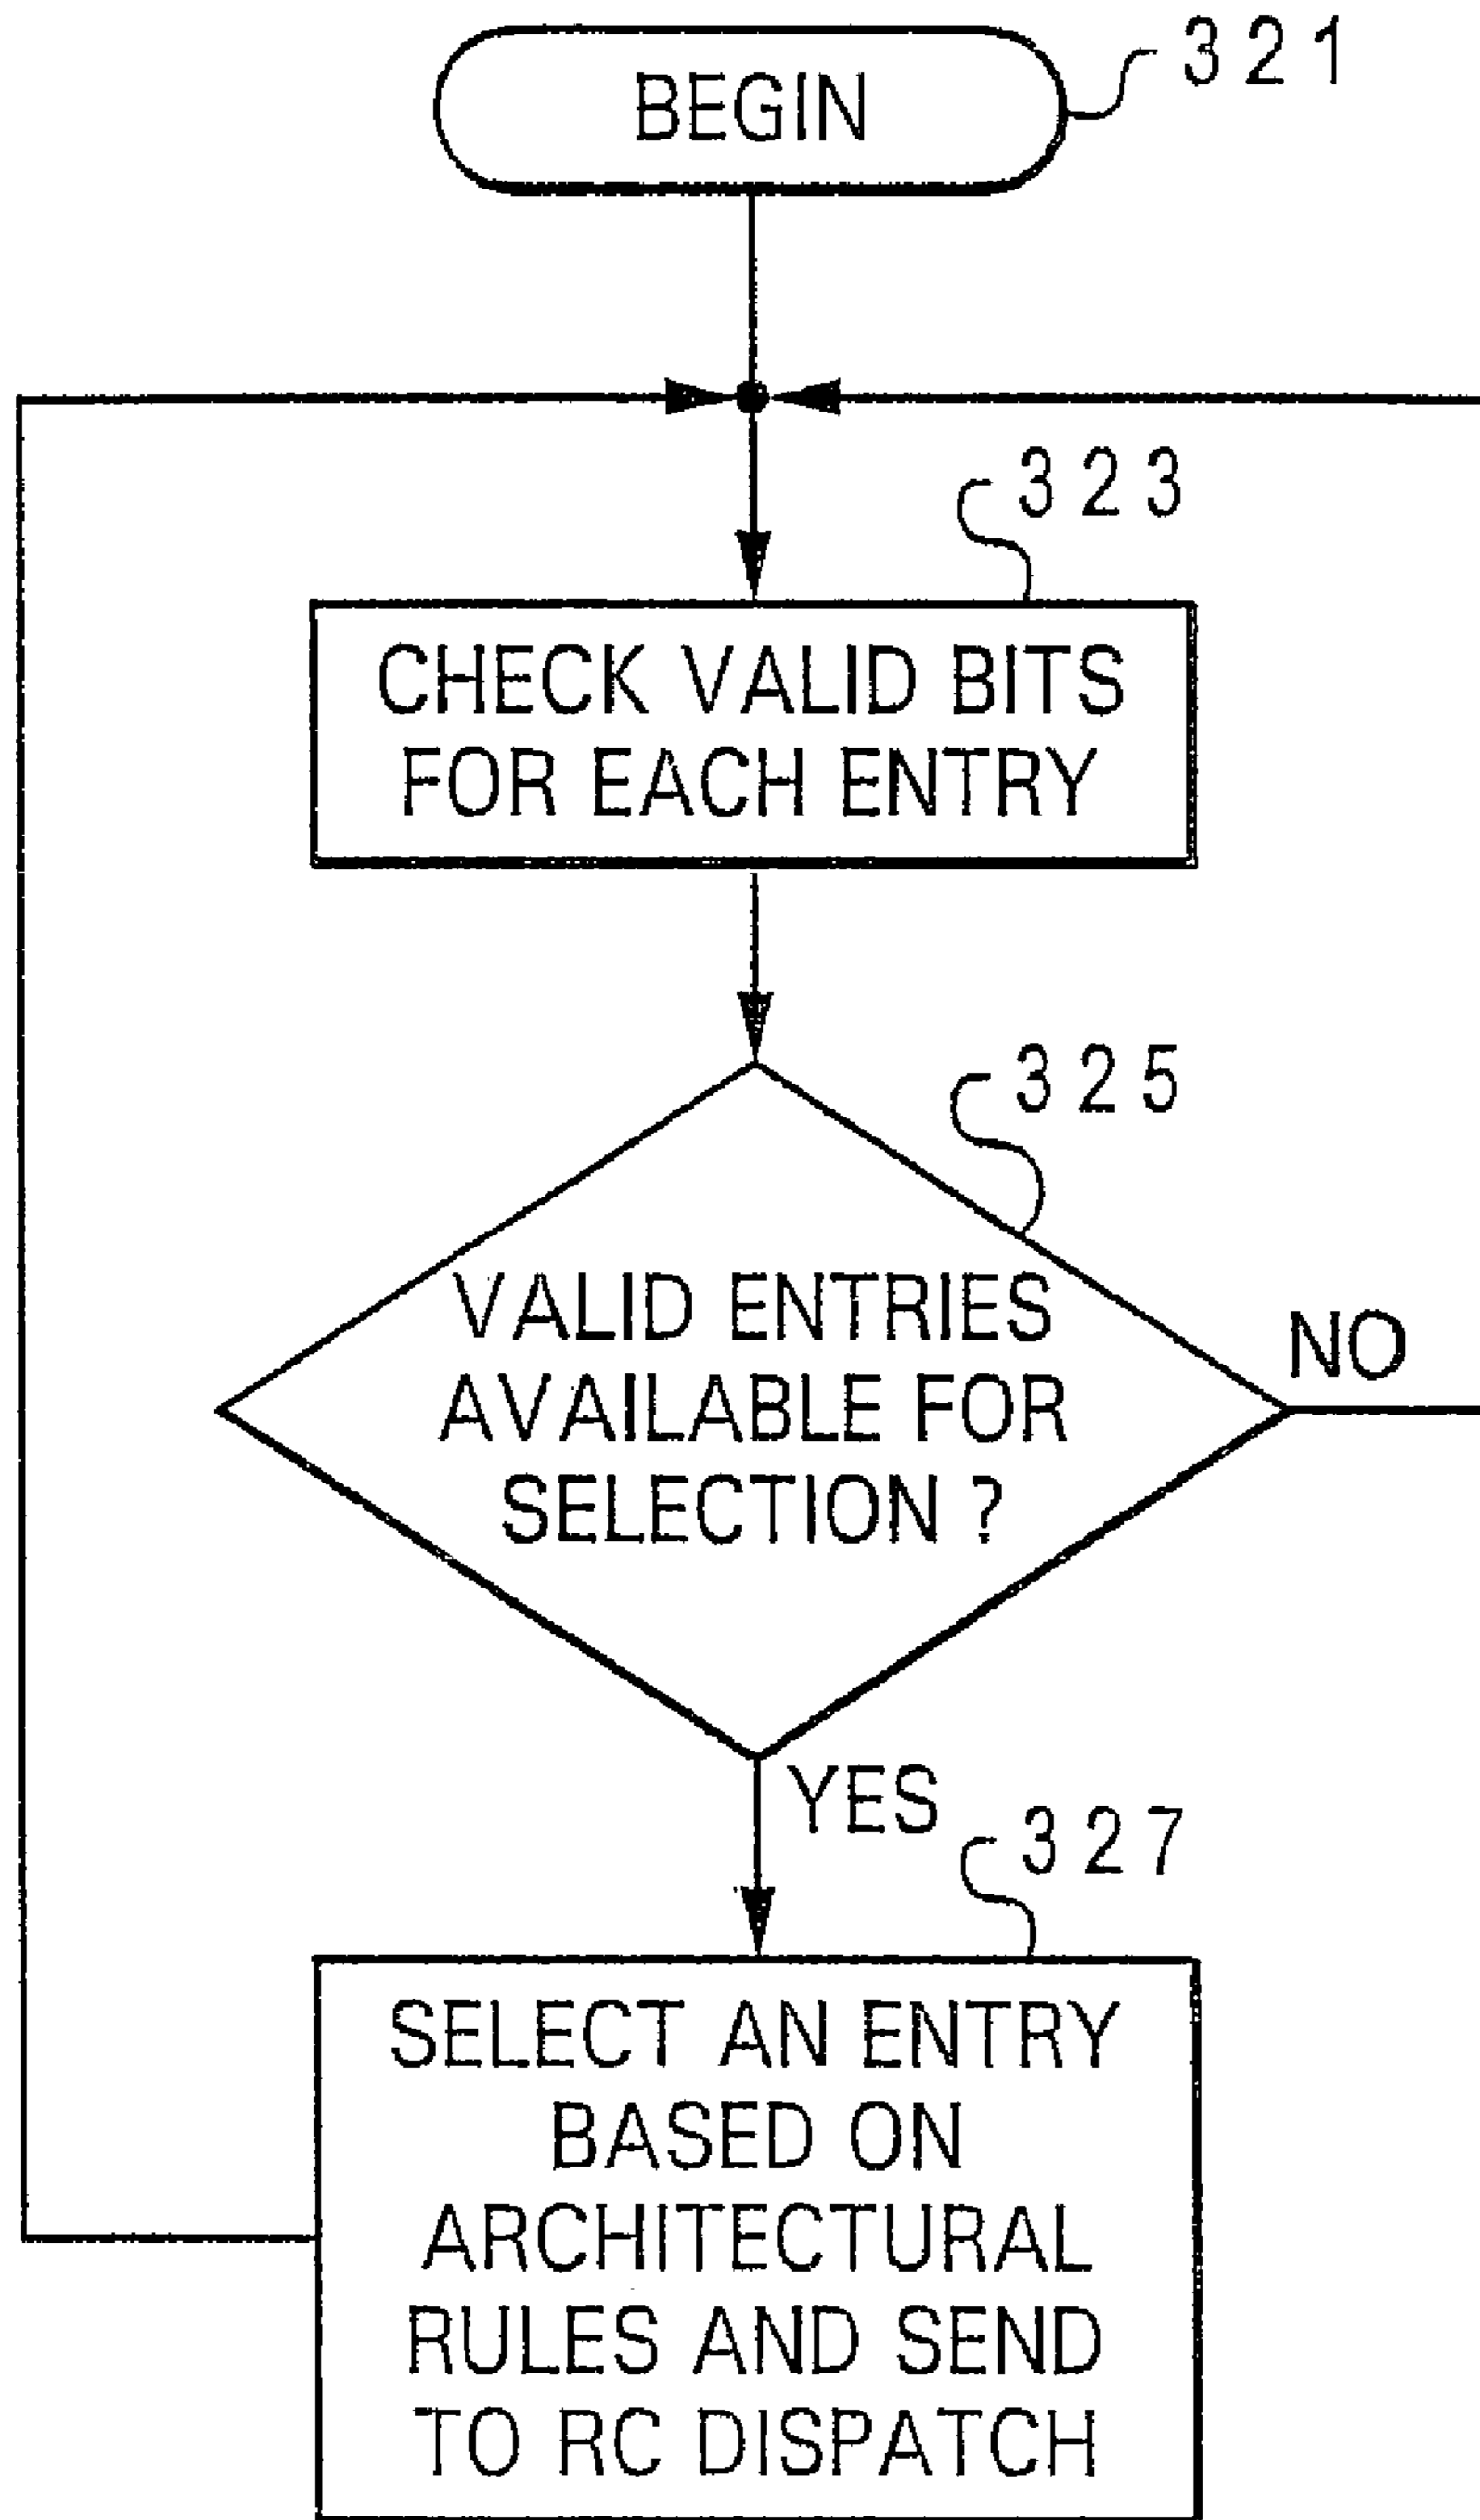 BEGIN
321
323
CHECK VALID BITS
FOR EACH ENTRY
325
VALID ENTRIES
AVAILABLE FOR
SELECTION ?
NO
YES
327
SELECT AN ENTRY
BASED ON
ARCHITECTURAL
RULES AND SEND
TO RC DISPATCH